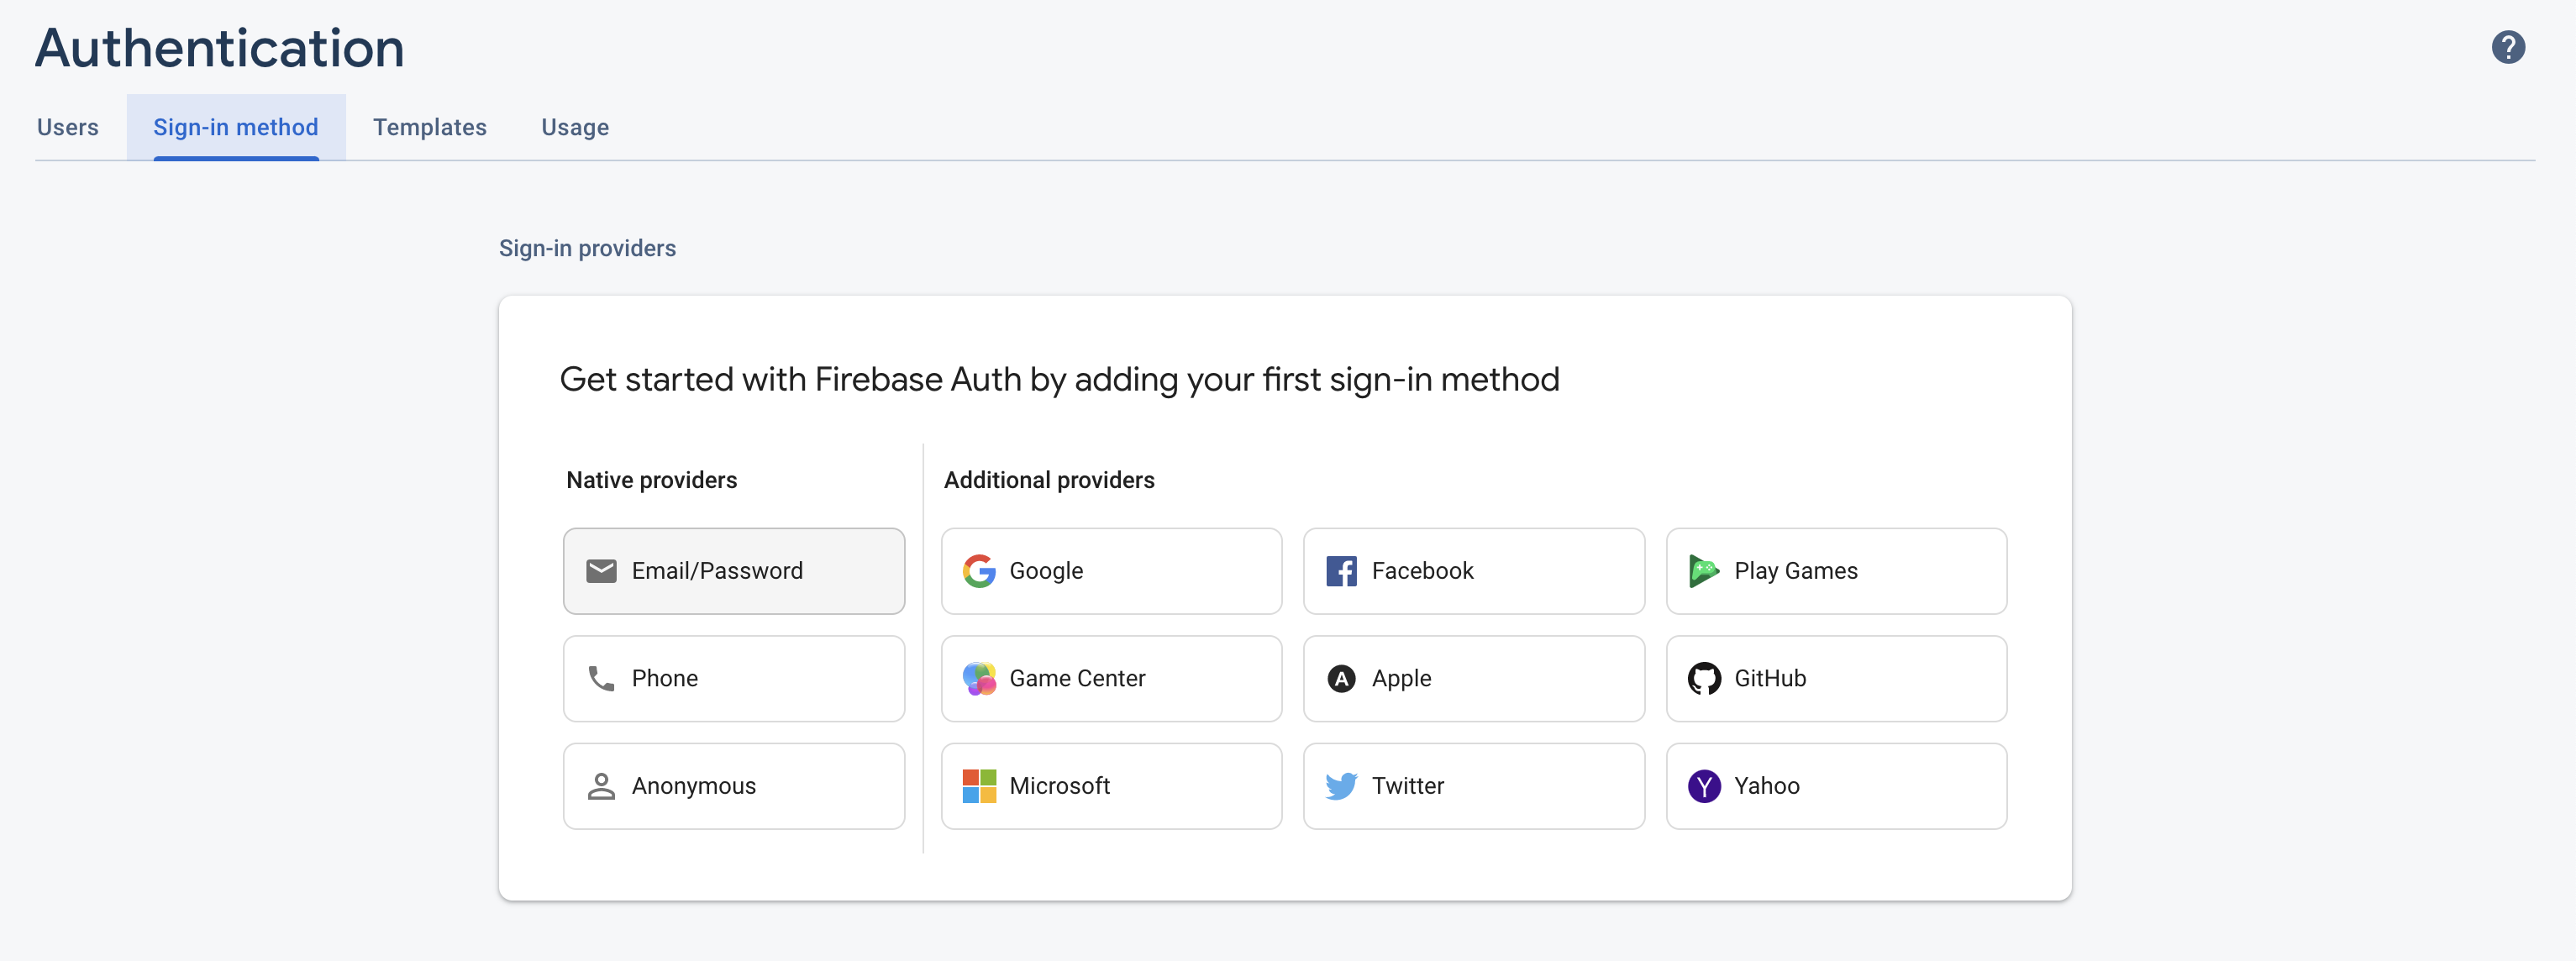 Authentication
Users Sign-in method Templates Usage
Sign-in providers
Get started with Firebase Auth by adding your first sign-in method
Native providers Additional providers
Email/Password Google Facebook Play Games
Phone Game Center Apple GitHub
Anonymous Microsoft Twitter Yahoo